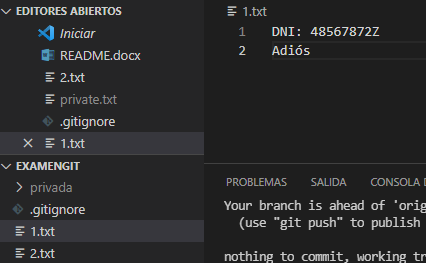 EDITORES ABIERTOS
Iniciar
README.docx
2.txt
private.txt
.gitignore
1.txt
EXAMENGIT
privada
.gitignore
1.txt
2.txt
1.txt
1 DNI: 48567872Z
2 Adiós
PROBLEMAS SALIDA CONSOLA D
Your branch is ahead of 'orig
(use "git push" to publish
nothing to commit, working tr